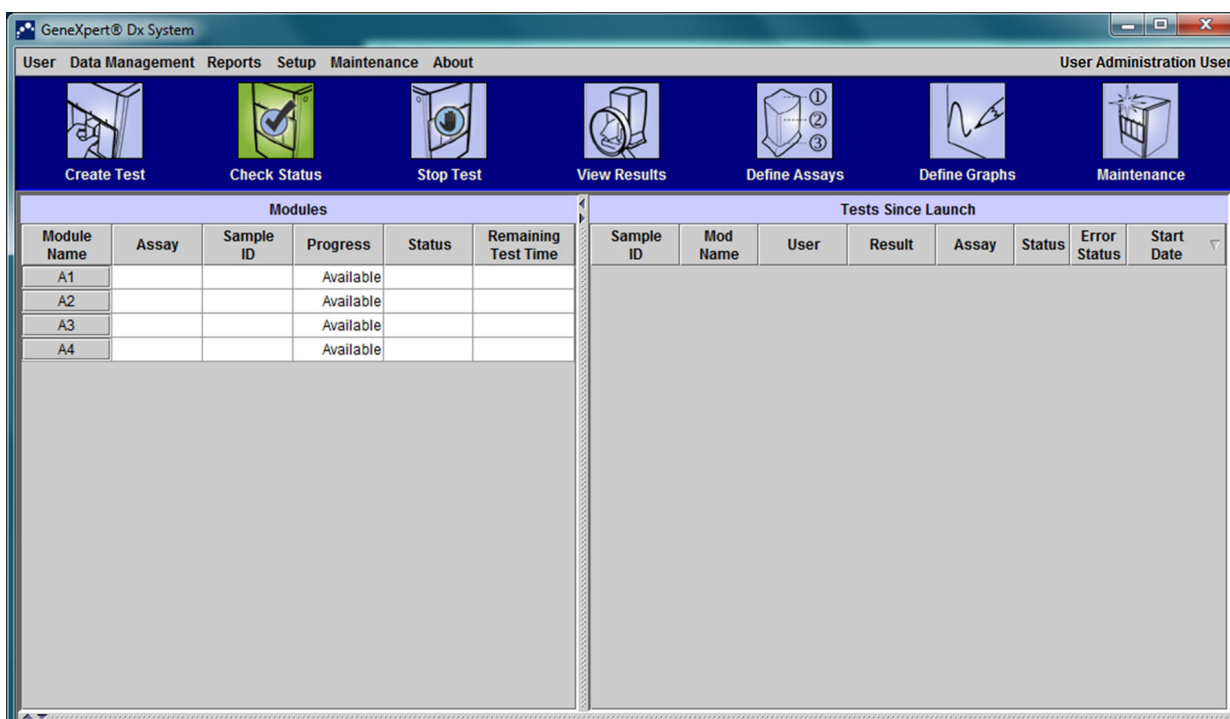 GeneXpert® Dx System
User Data Management Reports Setup Maintenance About User Administration User
① ② ③
Create Test Check Status Stop Test View Results Define Assays Define Graphs Maintenance
Modules
Module Name Assay Sample ID Progress Status Remaining Test Time
A1 Available
A2 Available
A3 Available
A4 Available
Tests Since Launch
Sample ID Mod Name User Result Assay Status Error Status Start Date